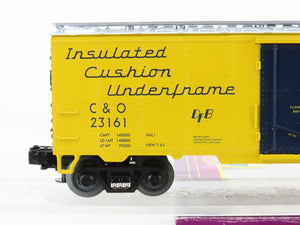 Insulated
Cushion
Underframe
C & O
23161
DfB
CAPY 140000
LD LMT 140800
LT WT 79200 NEW 7-63